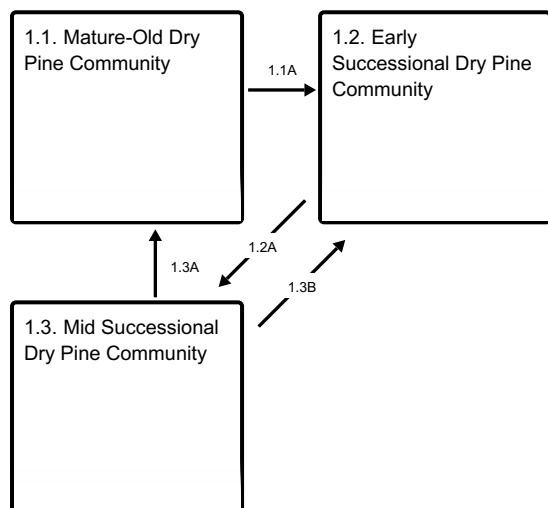 1.1. Mature-Old Dry
Pine Community
1.2. Early
Successional Dry Pine
Community
1.1A
1.2A
1.3A
1.3B
1.3. Mid Successional
Dry Pine Community